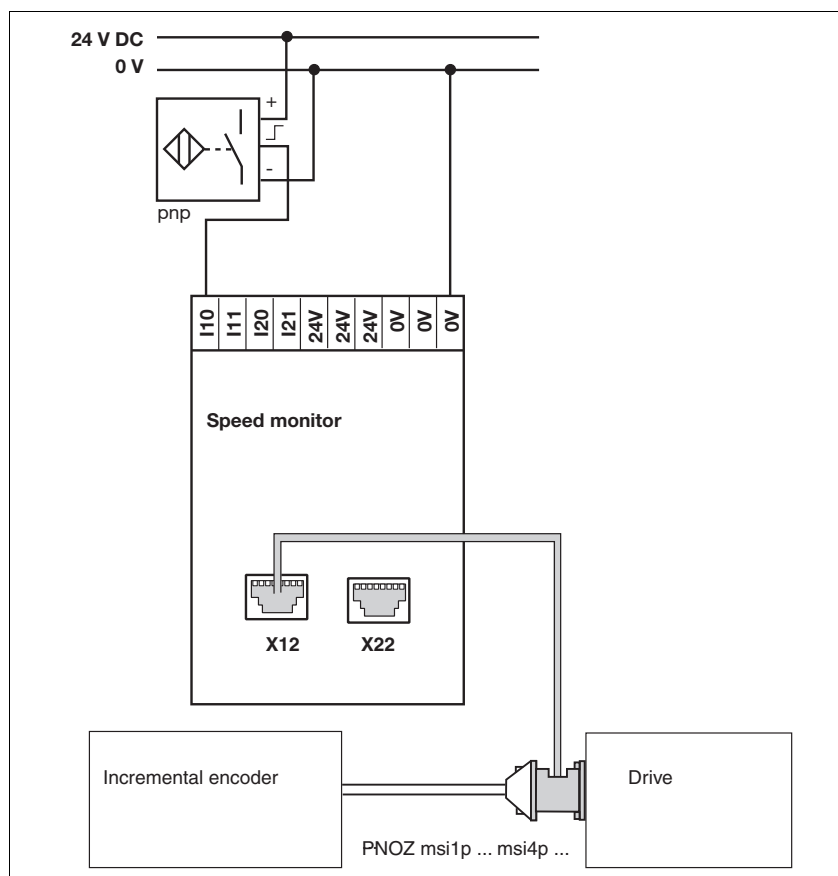 24 V DC
0 V
+
-
pnp
I10 I11 I20 I21 24V 24V 24V 0V 0V 0V
Speed monitor
X12 X22
Incremental encoder
Drive
PNOZ msi1p ... msi4p ...